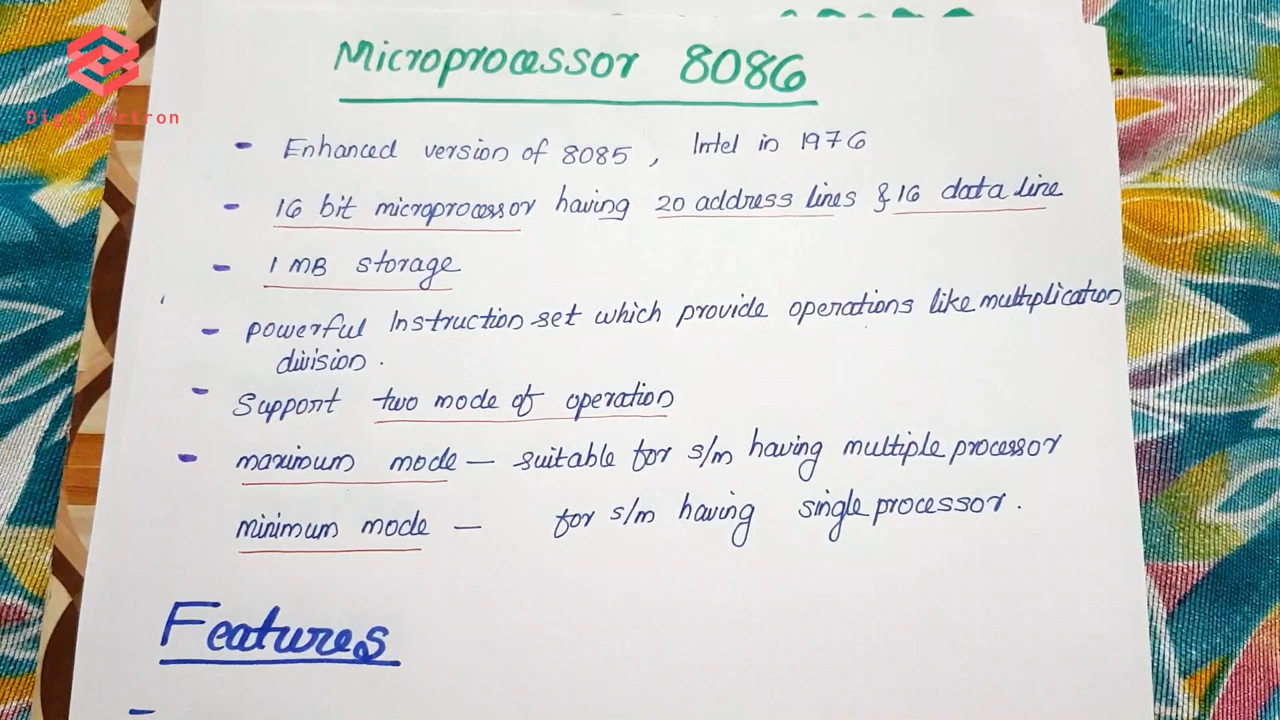 DigiElectron
Microprocessor 8086
- Enhanced version of 8085, Intel in 1976
- 16 bit microprocessor having 20 address lines & 16 data line
- 1 MB storage
- powerful Instruction set which provide operations like multiplication
division.
- Support two mode of operation
- maximum mode — suitable for s/m having multiple processor
minimum mode — for s/m having single processor.
Features
-